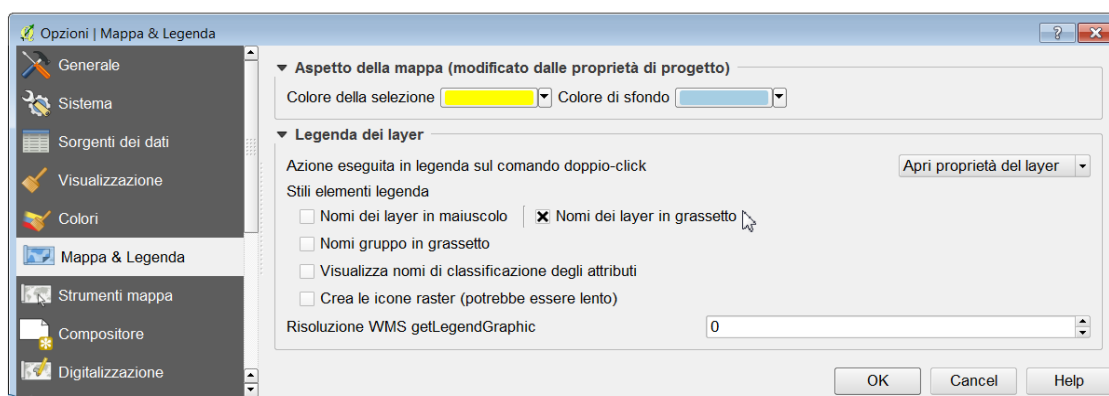 Opzioni | Mappa & Legenda
Generale
Sistema
Sorgenti dei dati
Visualizzazione
Colori
Mappa & Legenda
Strumenti mappa
Compositore
Digitalizzazione
Aspetto della mappa (modificato dalle proprietà di progetto)
Colore della selezione Colore di sfondo
Legenda dei layer
Azione eseguita in legenda sul comando doppio-click Apri proprietà del layer
Stili elementi legenda
Nomi dei layer in maiuscolo Nomi dei layer in grassetto
Nomi gruppo in grassetto
Visualizza nomi di classificazione degli attributi
Crea le icone raster (potrebbe essere lento)
Risoluzione WMS getLegendGraphic 0
OK Cancel Help